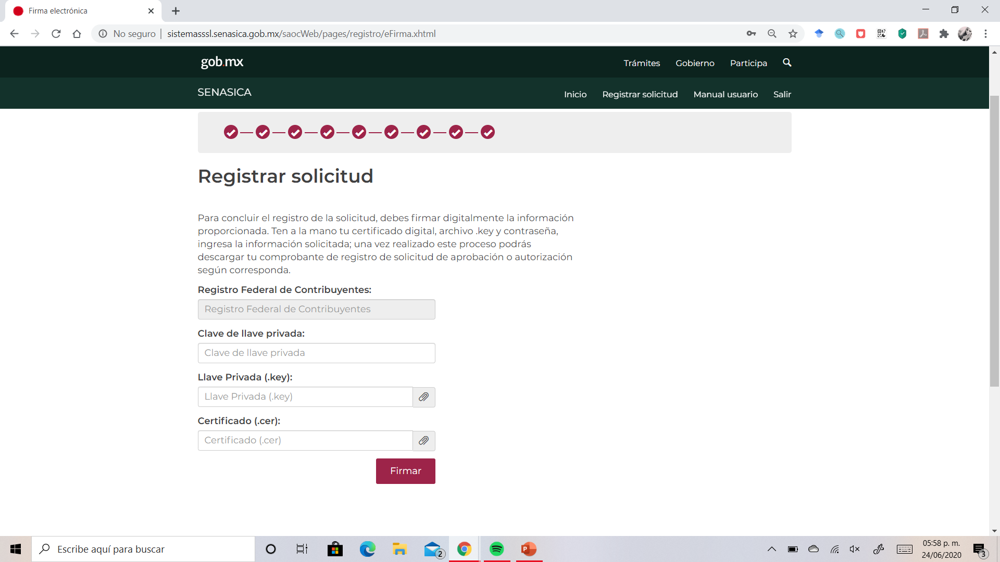 Firma electrónica
No seguro
sistemasssl.senasica.gob.mx/saocWeb/pages/registro/eFirma.xhtml
gob.mx
Trámites
Gobierno
Participa
SENASICA
Inicio
Registrar solicitud
Manual usuario
Salir
Registrar solicitud
Para concluir el registro de la solicitud, debes firmar digitalmente la información
proporcionada. Ten a la mano tu certificado digital, archivo .key y contraseña,
ingresa la información solicitada; una vez realizado este proceso podrás
descargar tu comprobante de registro de solicitud de aprobación o autorización
según corresponda.
Registro Federal de Contribuyentes:
Registro Federal de Contribuyentes
Clave de llave privada:
Clave de llave privada
Llave Privada (.key):
Llave Privada (.key)
Certificado (.cer):
Certificado (.cer)
Firmar
Escribe aquí para buscar
2
P
05:58 p. m.
24/06/2020
3